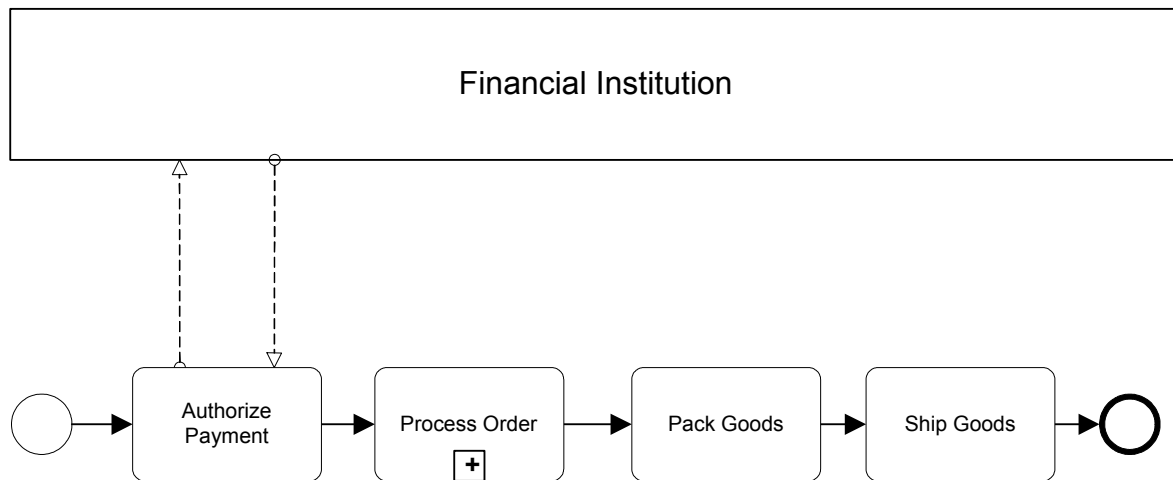 Financial Institution
Authorize
Payment
Process Order
Pack Goods
Ship Goods